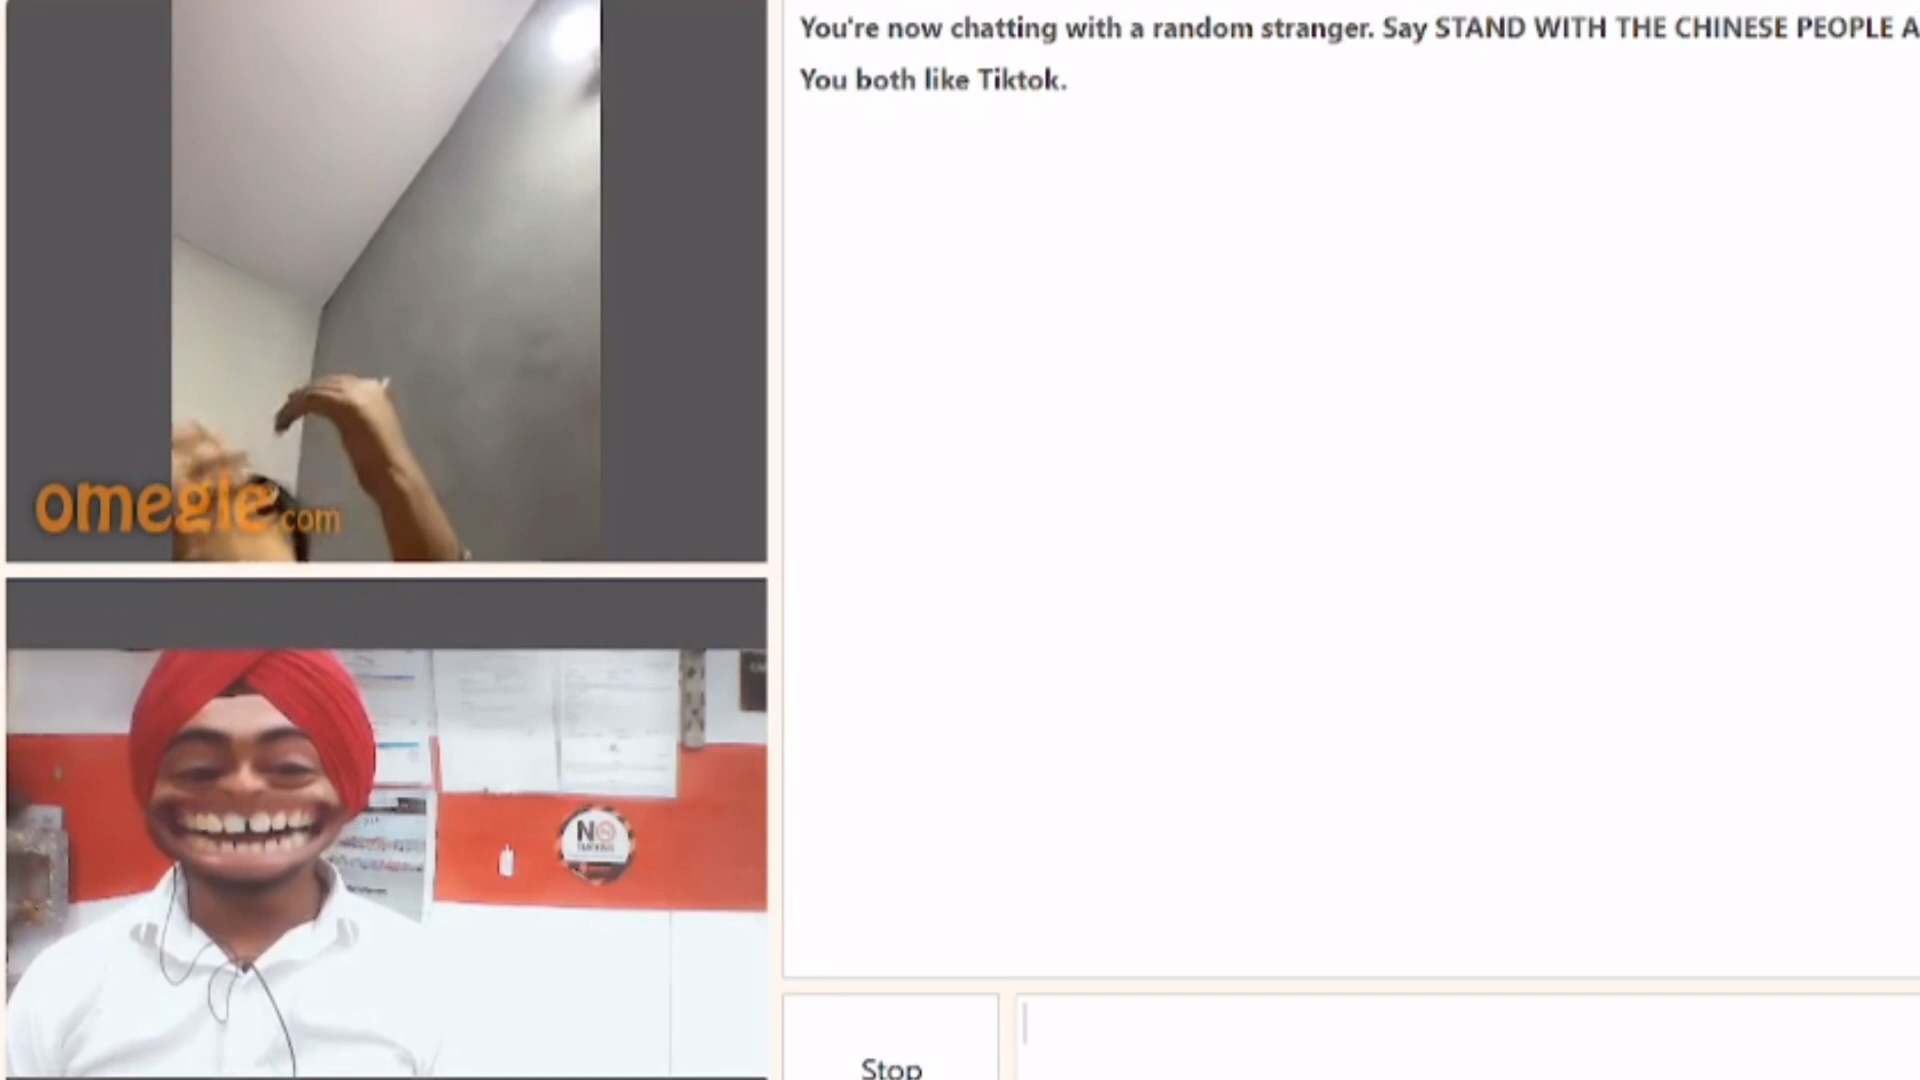 You're now chatting with a random stranger. Say STAND WITH THE CHINESE PEOPLE A
You both like Tiktok.
omegle.com
NO
Stop